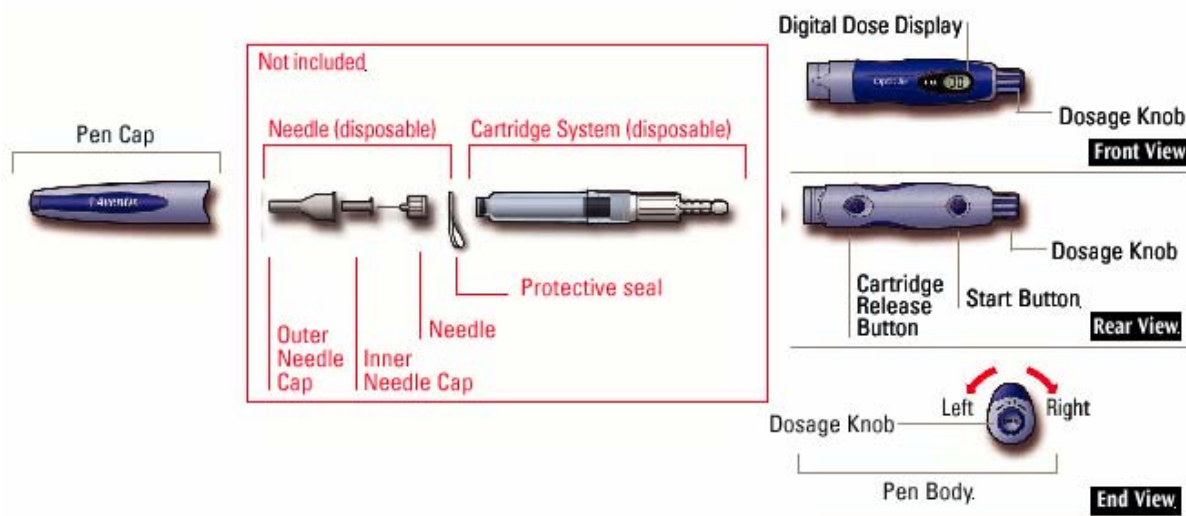 Digital Dose Display
Not included.
Needle (disposable)
Cartridge System (disposable)
Dosage Knob
Front View
Pen Cap
Aventis
Dosage Knob
Protective seal
Cartridge
Release
Button
Start Button.
Needle
Rear View.
Outer
Needle
Cap
Inner
Needle Cap
Left
Right
Dosage Knob
Pen Body.
End View.